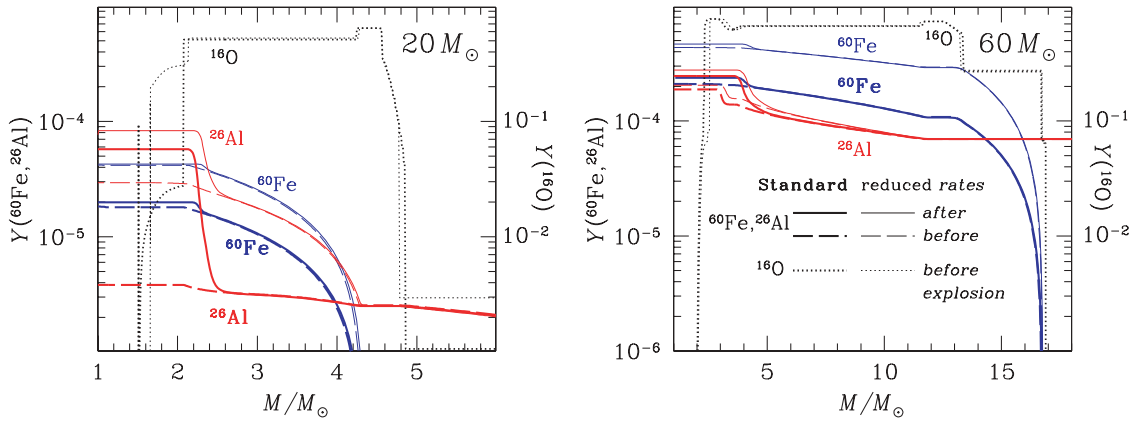 20 M⊙
¹⁶O
²⁶Al
⁶⁰Fe
⁶⁰Fe
²⁶Al
10⁻⁴
10⁻⁵
10⁻¹
10⁻²
Y(⁶⁰Fe,²⁶Al)
Y(¹⁶O)
1 2 3 4 5
M/M⊙
60 M⊙
¹⁶O
⁶⁰Fe
⁶⁰Fe
²⁶Al
Standard reduced rates
⁶⁰Fe,²⁶Al after
before
¹⁶O before
explosion
10⁻⁴
10⁻⁵
10⁻⁶
10⁻¹
10⁻²
Y(⁶⁰Fe,²⁶Al)
Y(¹⁶O)
5 10 15
M/M⊙